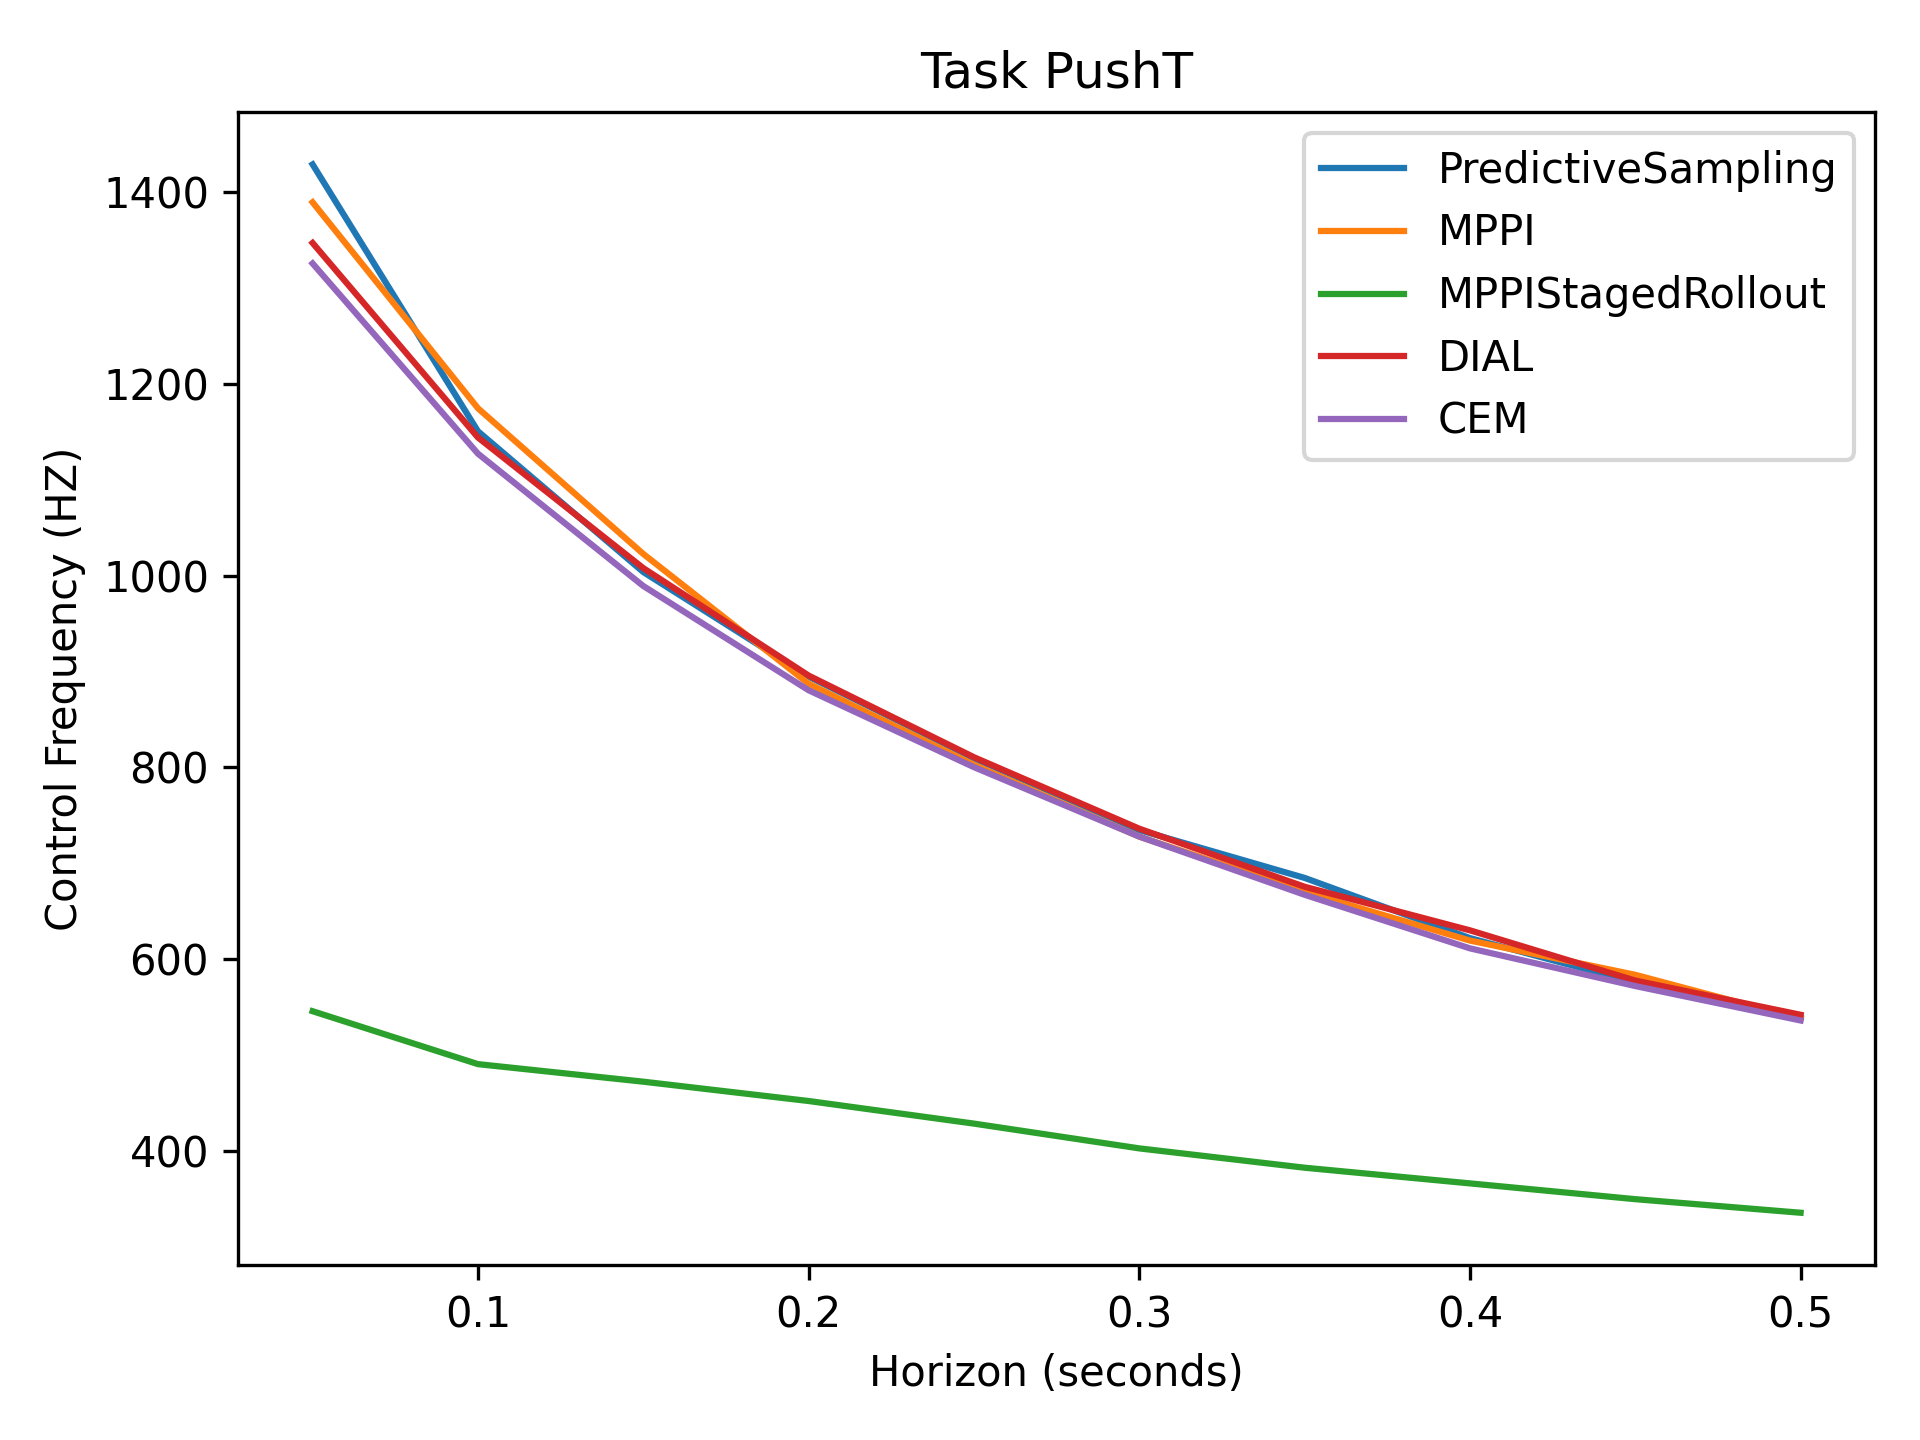 Task PushT
1400
1200
1000
800
600
400
Control Frequency (HZ)
PredictiveSampling
MPPI
MPPIStagedRollout
DIAL
CEM
0.1 0.2 0.3 0.4 0.5
Horizon (seconds)